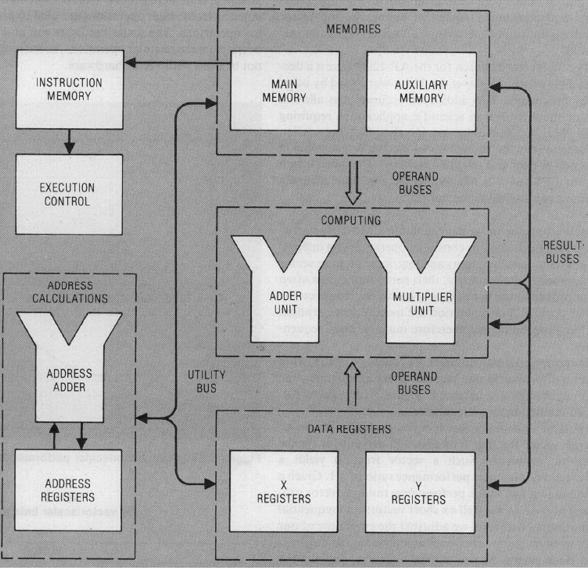 MEMORIES
INSTRUCTION
MEMORY
MAIN
MEMORY
AUXILIARY
MEMORY
EXECUTION
CONTROL
OPERAND
BUSES
COMPUTING
RESULT
BUSES
ADDRESS
CALCULATIONS
ADDER
UNIT
MULTIPLIER
UNIT
ADDRESS
ADDER
UTILITY
BUS
OPERAND
BUSES
DATA REGISTERS
ADDRESS
REGISTERS
X
REGISTERS
Y
REGISTERS